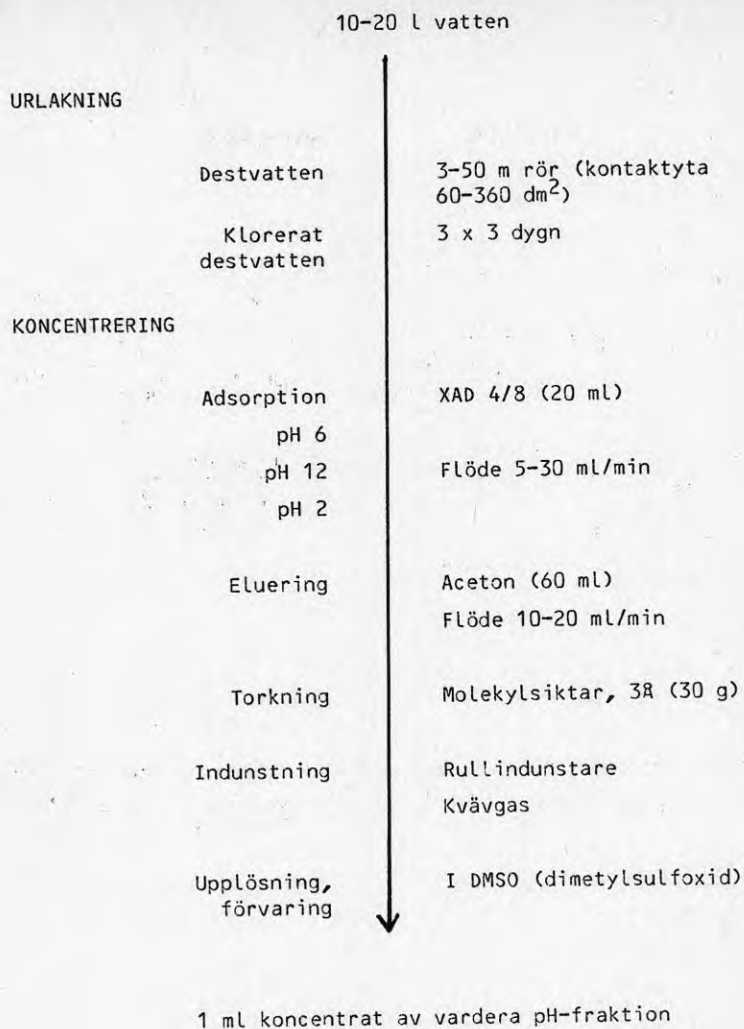 10-20 l vatten
URLAKNING
Destvatten
3-50 m rör (kontaktyta
60-360 dm²)
Klorerat
destvatten
3 x 3 dygn
KONCENTRERING
Adsorption
XAD 4/8 (20 ml)
pH 6
pH 12
Flöde 5-30 ml/min
pH 2
Eluering
Aceton (60 ml)
Flöde 10-20 ml/min
Torkning
Molekylsiktar, 3Å (30 g)
Indunstning
Rullindunstare
Kvävgas
Upplösning,
förvaring
I DMSO (dimetylsulfoxid)
1 ml koncentrat av vardera pH-fraktion